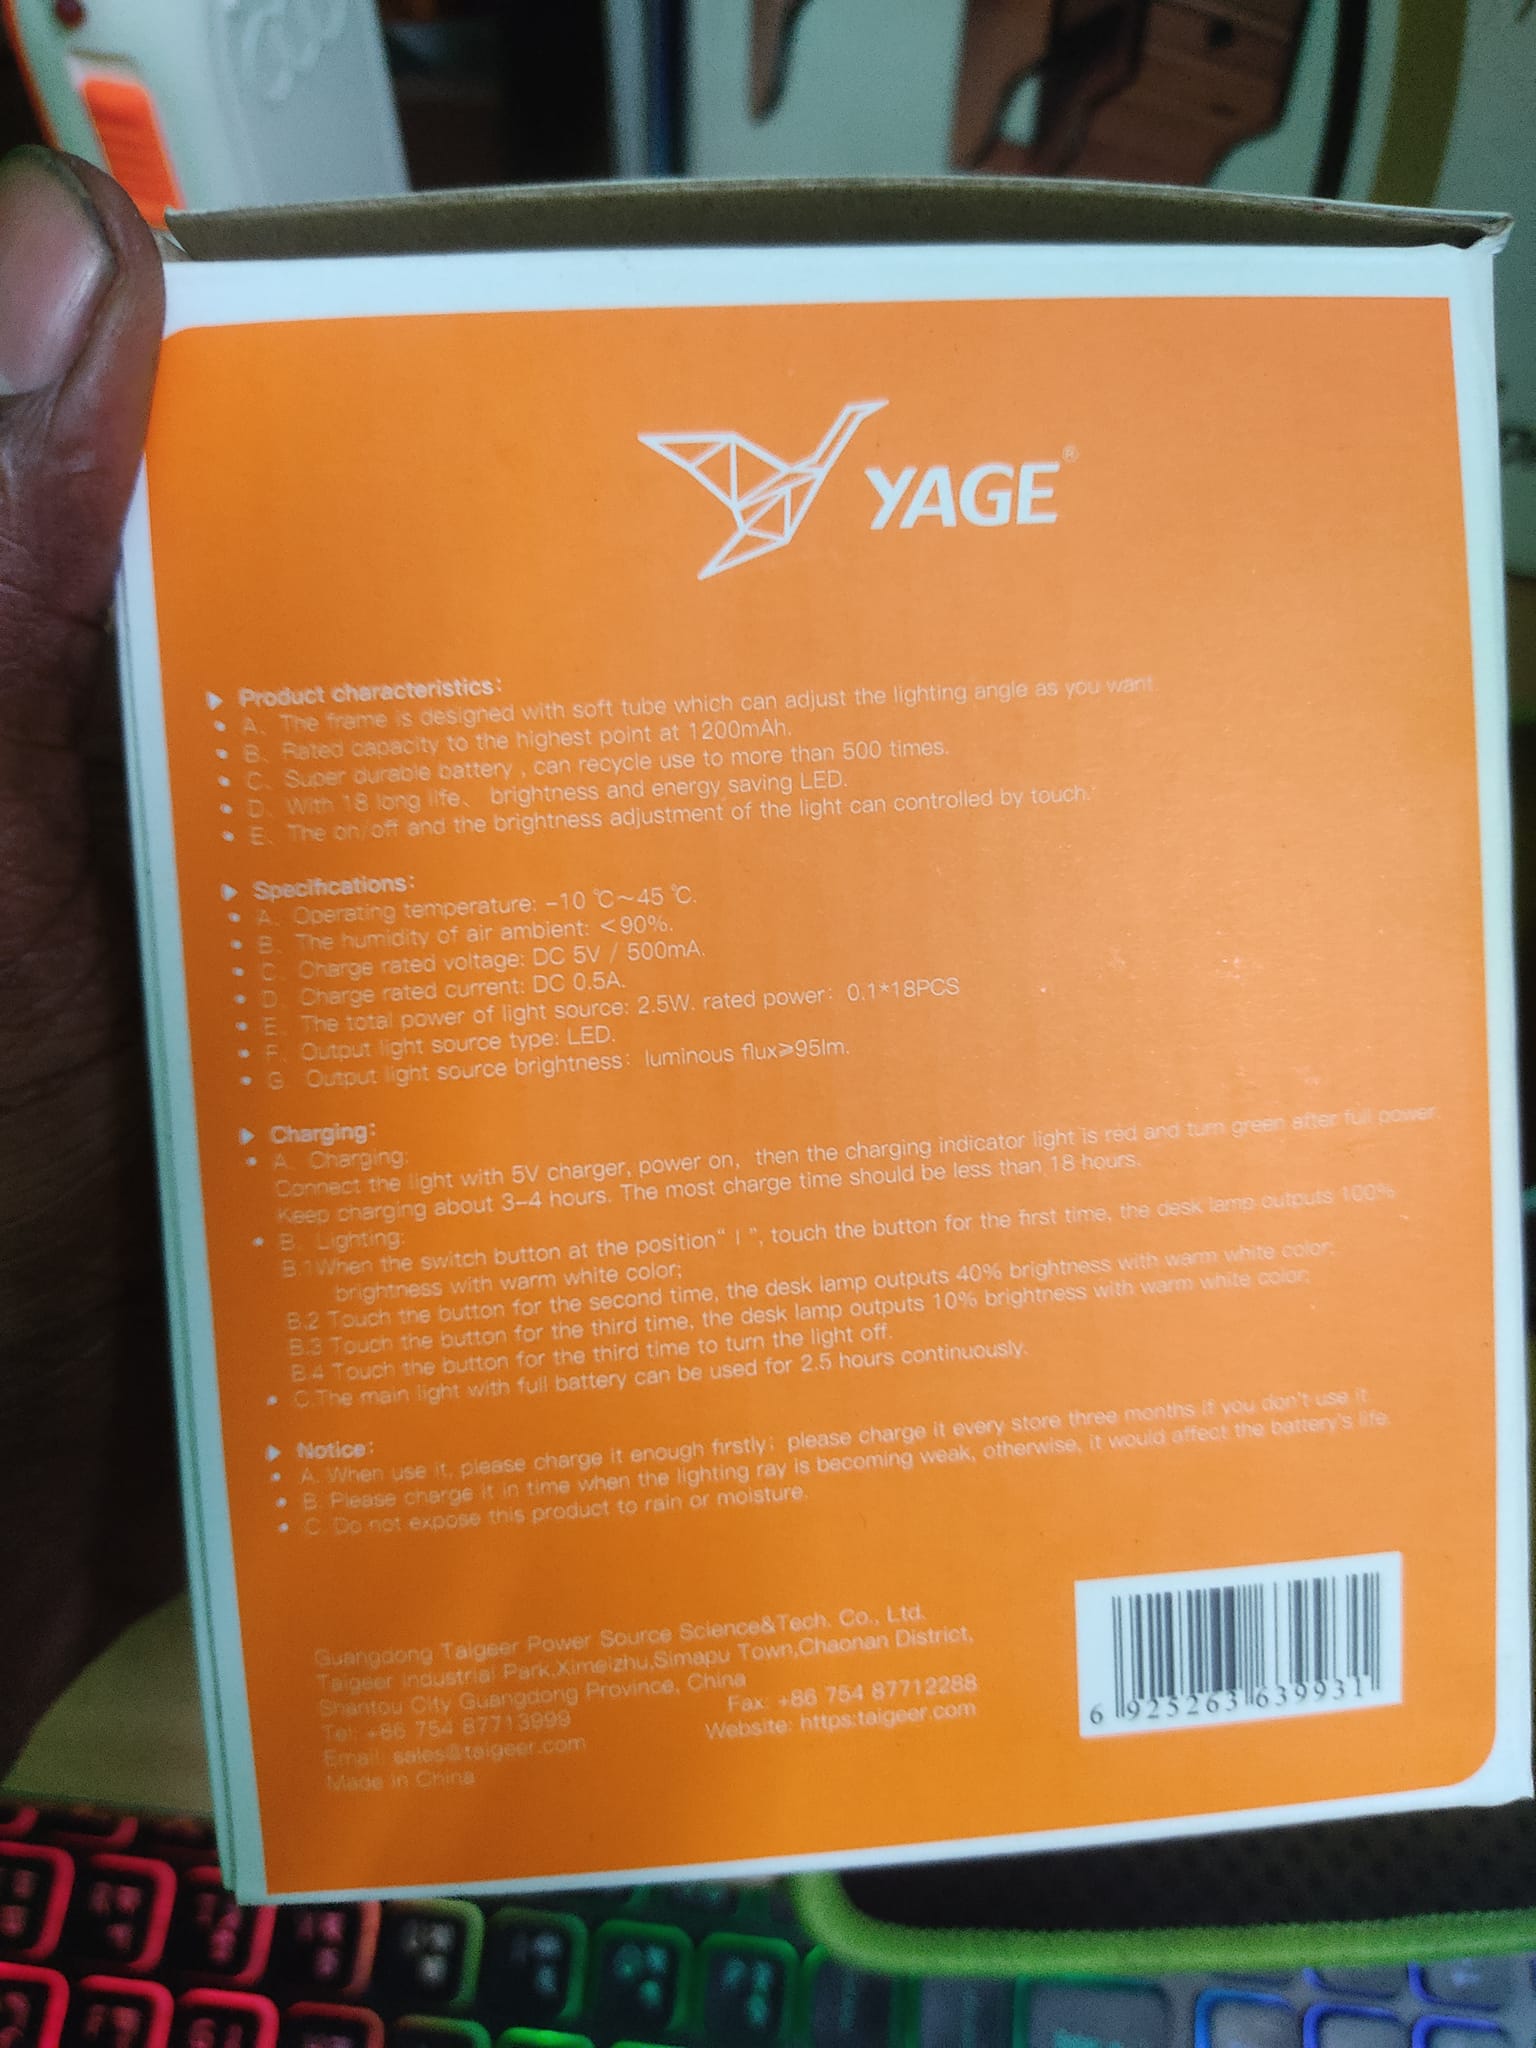 YAGE®
Product characteristics:
A、The frame is designed with soft tube which can adjust the lighting angle as you want.
B、Rated capacity to the highest point at 1200mAh.
C、Super durable battery , can recycle use to more than 500 times.
D、With 18 long life、 brightness and energy saving LED.
E、The on/off and the brightness adjustment of the light can controlled by touch.
Specifications:
A、Operating temperature: -10 ℃~45 ℃.
B、The humidity of air ambient: <90%.
C、Charge rated voltage: DC 5V / 500mA.
D、Charge rated current: DC 0.5A.
E、The total power of light source: 2.5W. rated power: 0.1*18PCS
F、Output light source type: LED.
G、Output light source brightness: luminous flux≥95lm.
Charging:
A、Charging:
Connect the light with 5V charger, power on, then the charging indicator light is red and turn green after full power.
Keep charging about 3-4 hours. The most charge time should be less than 18 hours.
B、Lighting:
B.1When the switch button at the position“ I ”, touch the button for the first time, the desk lamp outputs 100%
brightness with warm white color;
B.2 Touch the button for the second time, the desk lamp outputs 40% brightness with warm white color;
B.3 Touch the button for the third time, the desk lamp outputs 10% brightness with warm white color;
B.4 Touch the button for the third time to turn the light off.
C.The main light with full battery can be used for 2.5 hours continuously.
Notice:
A. When use it, please charge it enough firstly; please charge it every store three months if you don't use it
B. Please charge it in time when the lighting ray is becoming weak, otherwise, it would affect the battery's life.
C. Do not expose this product to rain or moisture.
Guangdong Taigeer Power Source Science&Tech. Co., Ltd.
Taigeer Industrial Park,Ximeizhu,Simapu Town,Chaonan District,
Shantou City Guangdong Province, China
Tel: +86 754 87713999 Fax: +86 754 87712288
Email: sales@taigeer.com Website: https:taigeer.com
Made in China
6 925263 639931